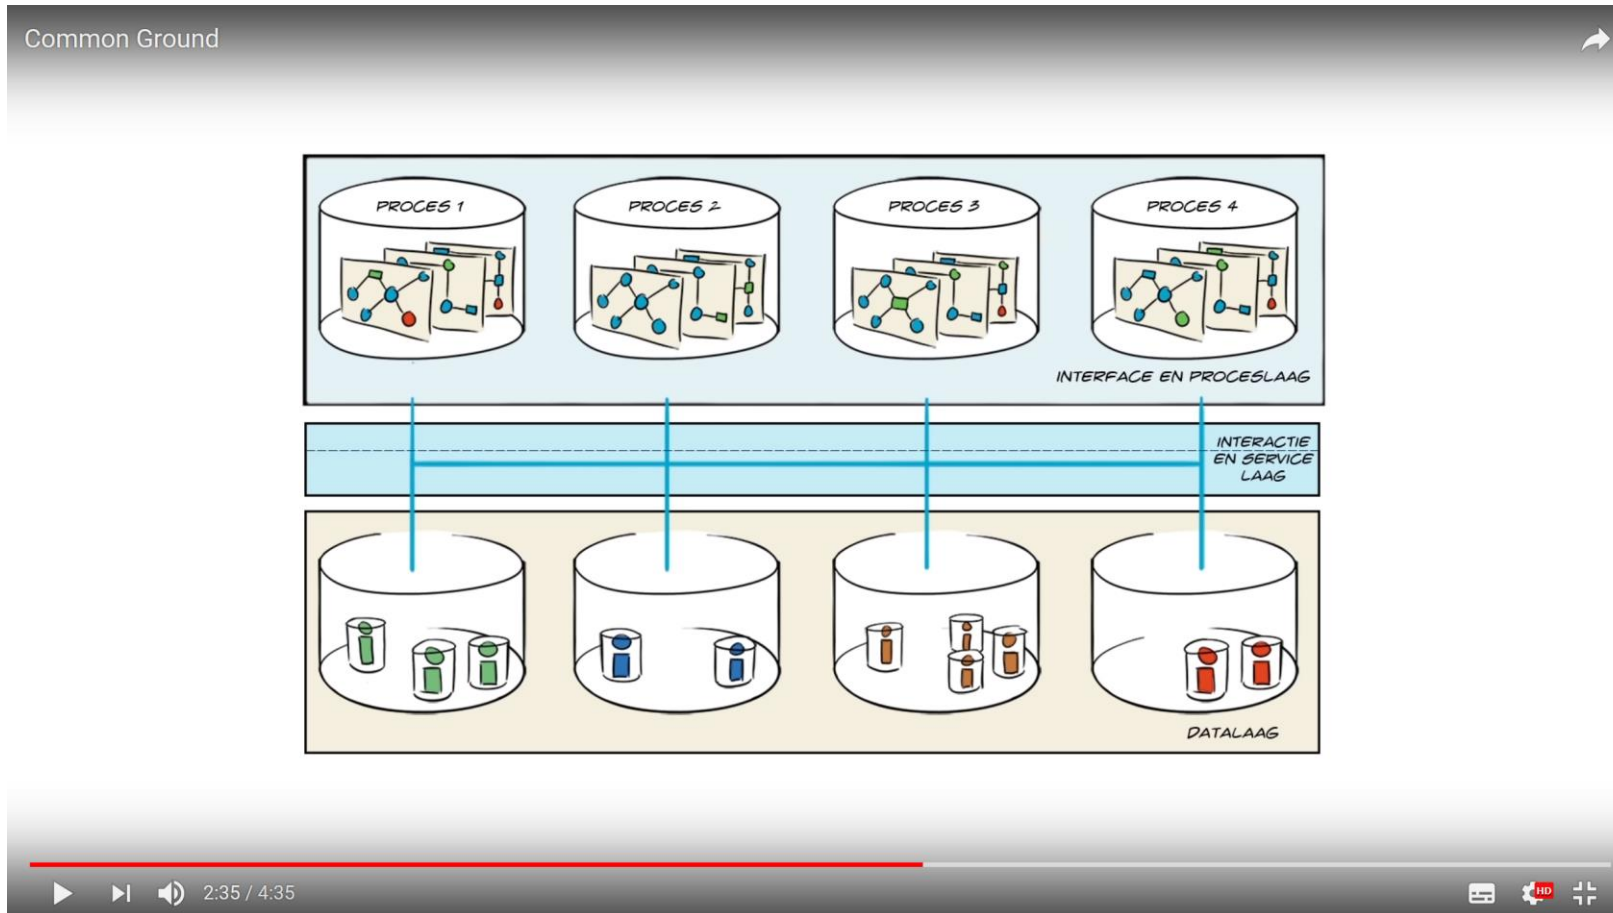 Common Ground
PROCES 1
PROCES 2
PROCES 3
PROCES 4
INTERFACE EN PROCESLAAG
INTERACTIE
EN SERVICE
LAAG
DATALAAG
2:35 / 4:35
HD